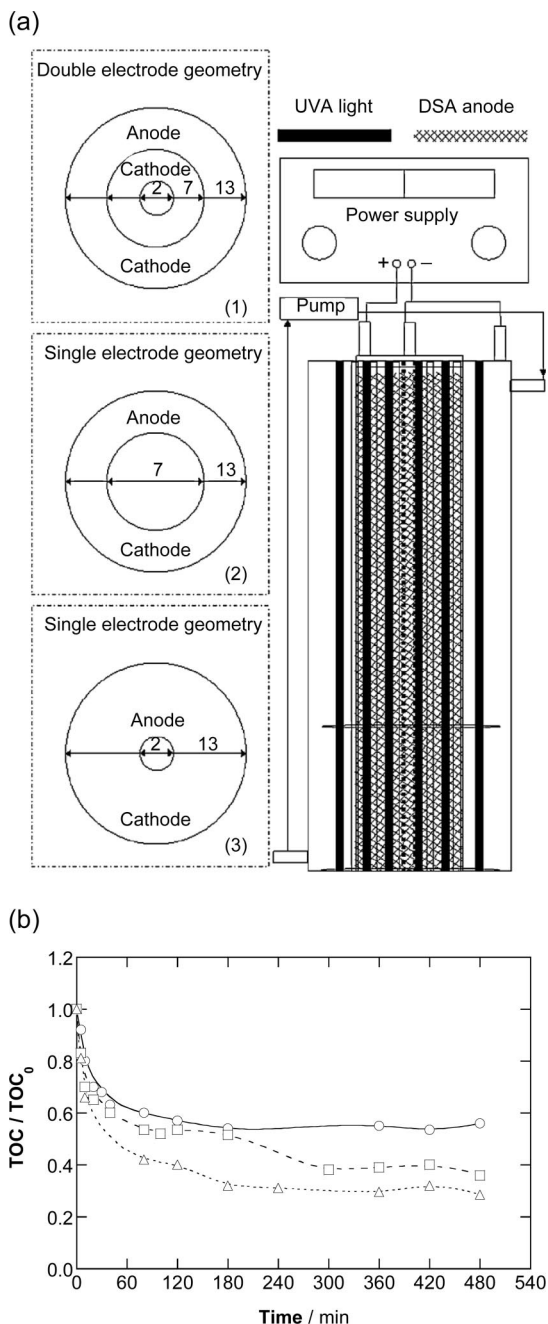 (a)
Double electrode geometry
Anode
Cathode
2 7 13
Cathode
(1)
Single electrode geometry
Anode
7 13
Cathode
(2)
Single electrode geometry
Anode
2 13
Cathode
(3)
UVA light DSA anode
Power supply
+ −
Pump
(b)
1.2
1.0
0.8
0.6
0.4
0.2
0.0
TOC / TOC0
0 60 120 180 240 300 360 420 480 540
Time / min